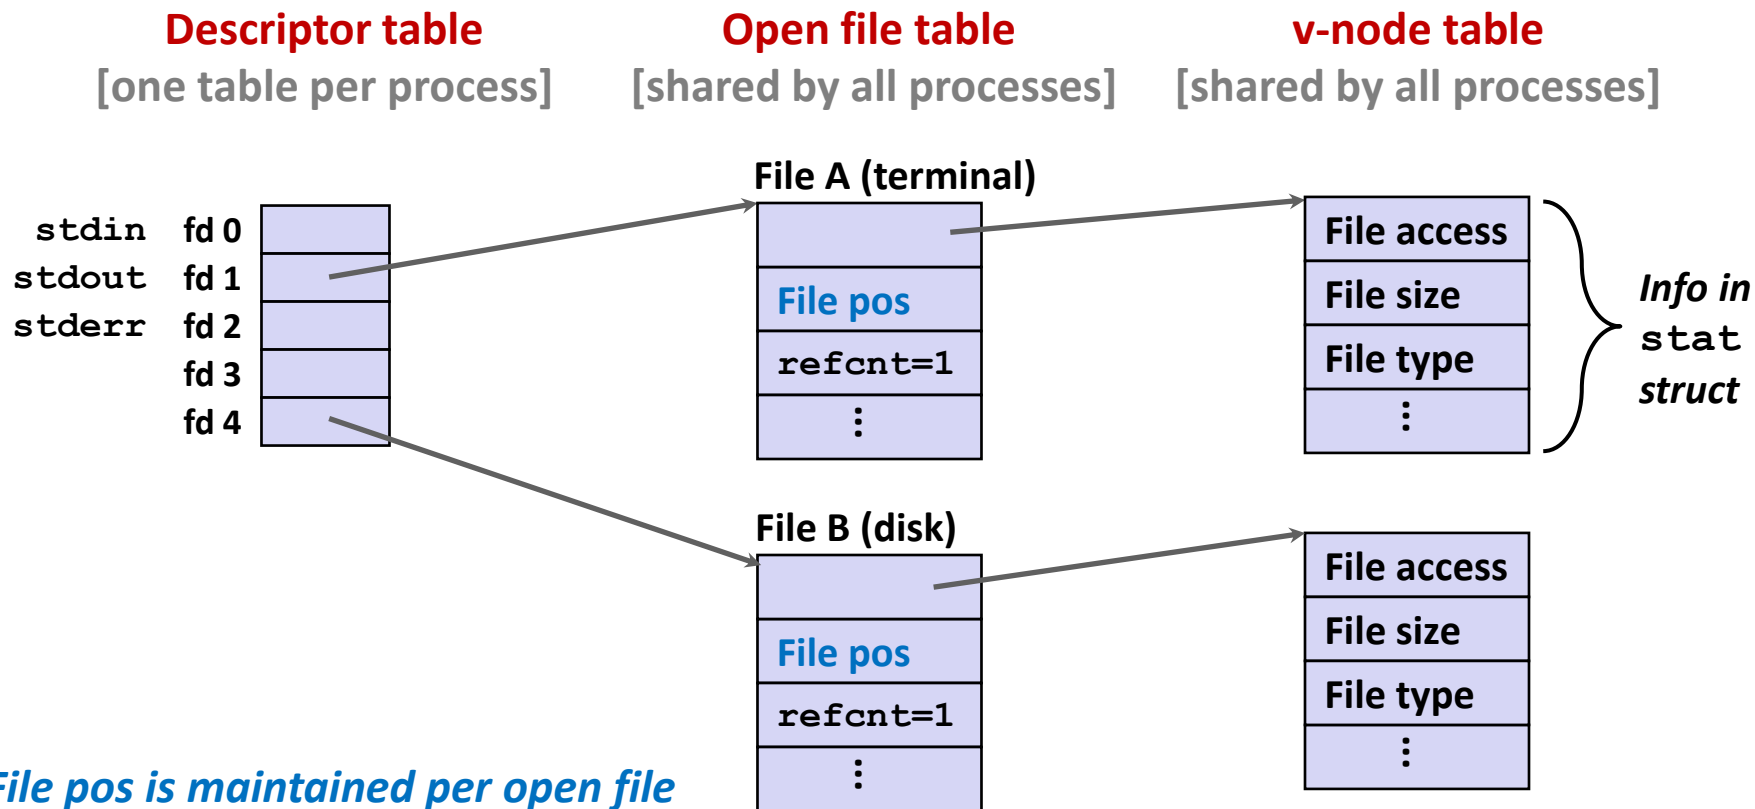 Descriptor table
[one table per process]
Open file table
[shared by all processes]
v-node table
[shared by all processes]
stdin fd 0
stdout fd 1
stderr fd 2
fd 3
fd 4
File A (terminal)
File pos
refcnt=1
⋮
File B (disk)
File pos
refcnt=1
⋮
File access
File size
File type
⋮
Info in
stat
struct
File access
File size
File type
⋮
File pos is maintained per open file